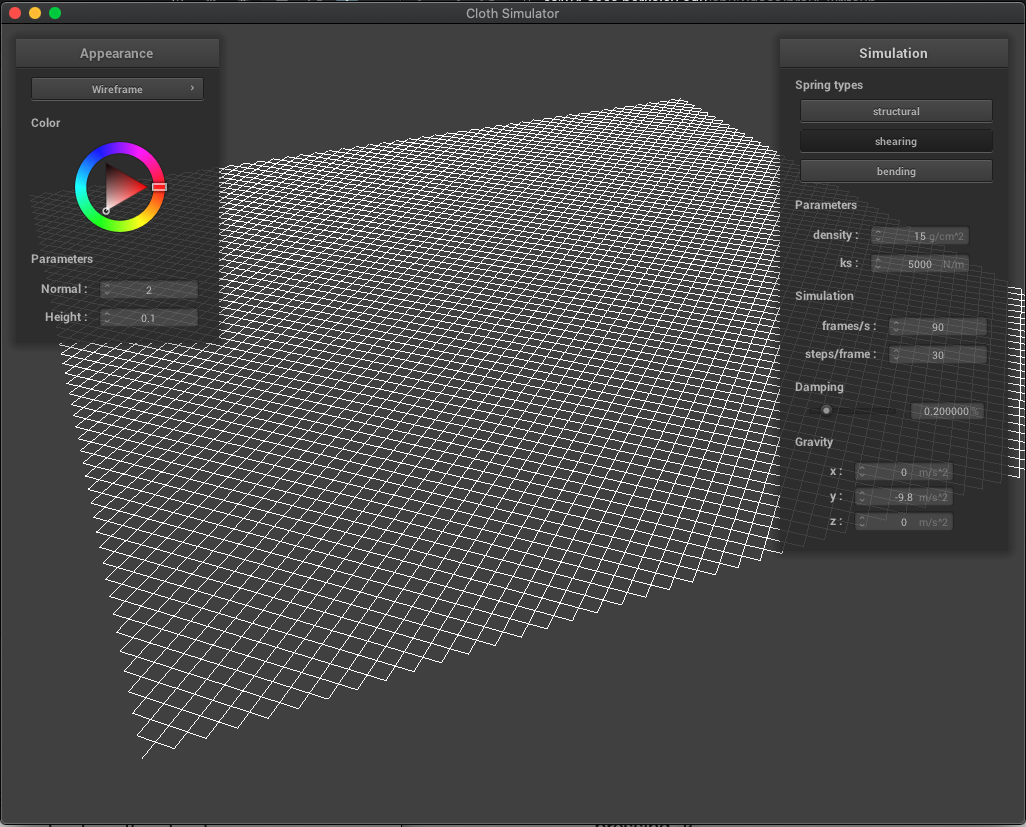 Cloth Simulator
Appearance
Wireframe
Color
Parameters
Normal : 2
Height : 0.1
Simulation
Spring types
structural
shearing
bending
Parameters
density : 15 g/cm^2
ks : 5000 N/m
Simulation
frames/s : 90
steps/frame : 30
Damping
0.200000 %
Gravity
x : 0 m/s^2
y : -9.8 m/s^2
z : 0 m/s^2